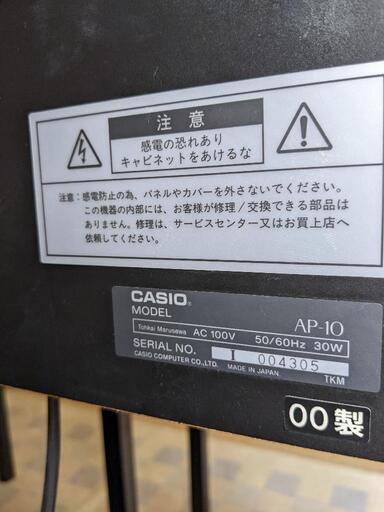 注意
感電の恐れあり
キャビネットをあけるな
注意：感電防止の為、パネルやカバーを外さないでください。
この機器の内部には、お客様が修理／交換できる部品は
ありません。修理は、サービスセンター又はお買上店へ
依頼してください。
CASIO®
MODEL AP-10
Tohkai Marusawa AC 100V 50/60Hz 30W
SERIAL NO. I 004305
CASIO COMPUTER CO.,LTD. MADE IN JAPAN. TKM
00製